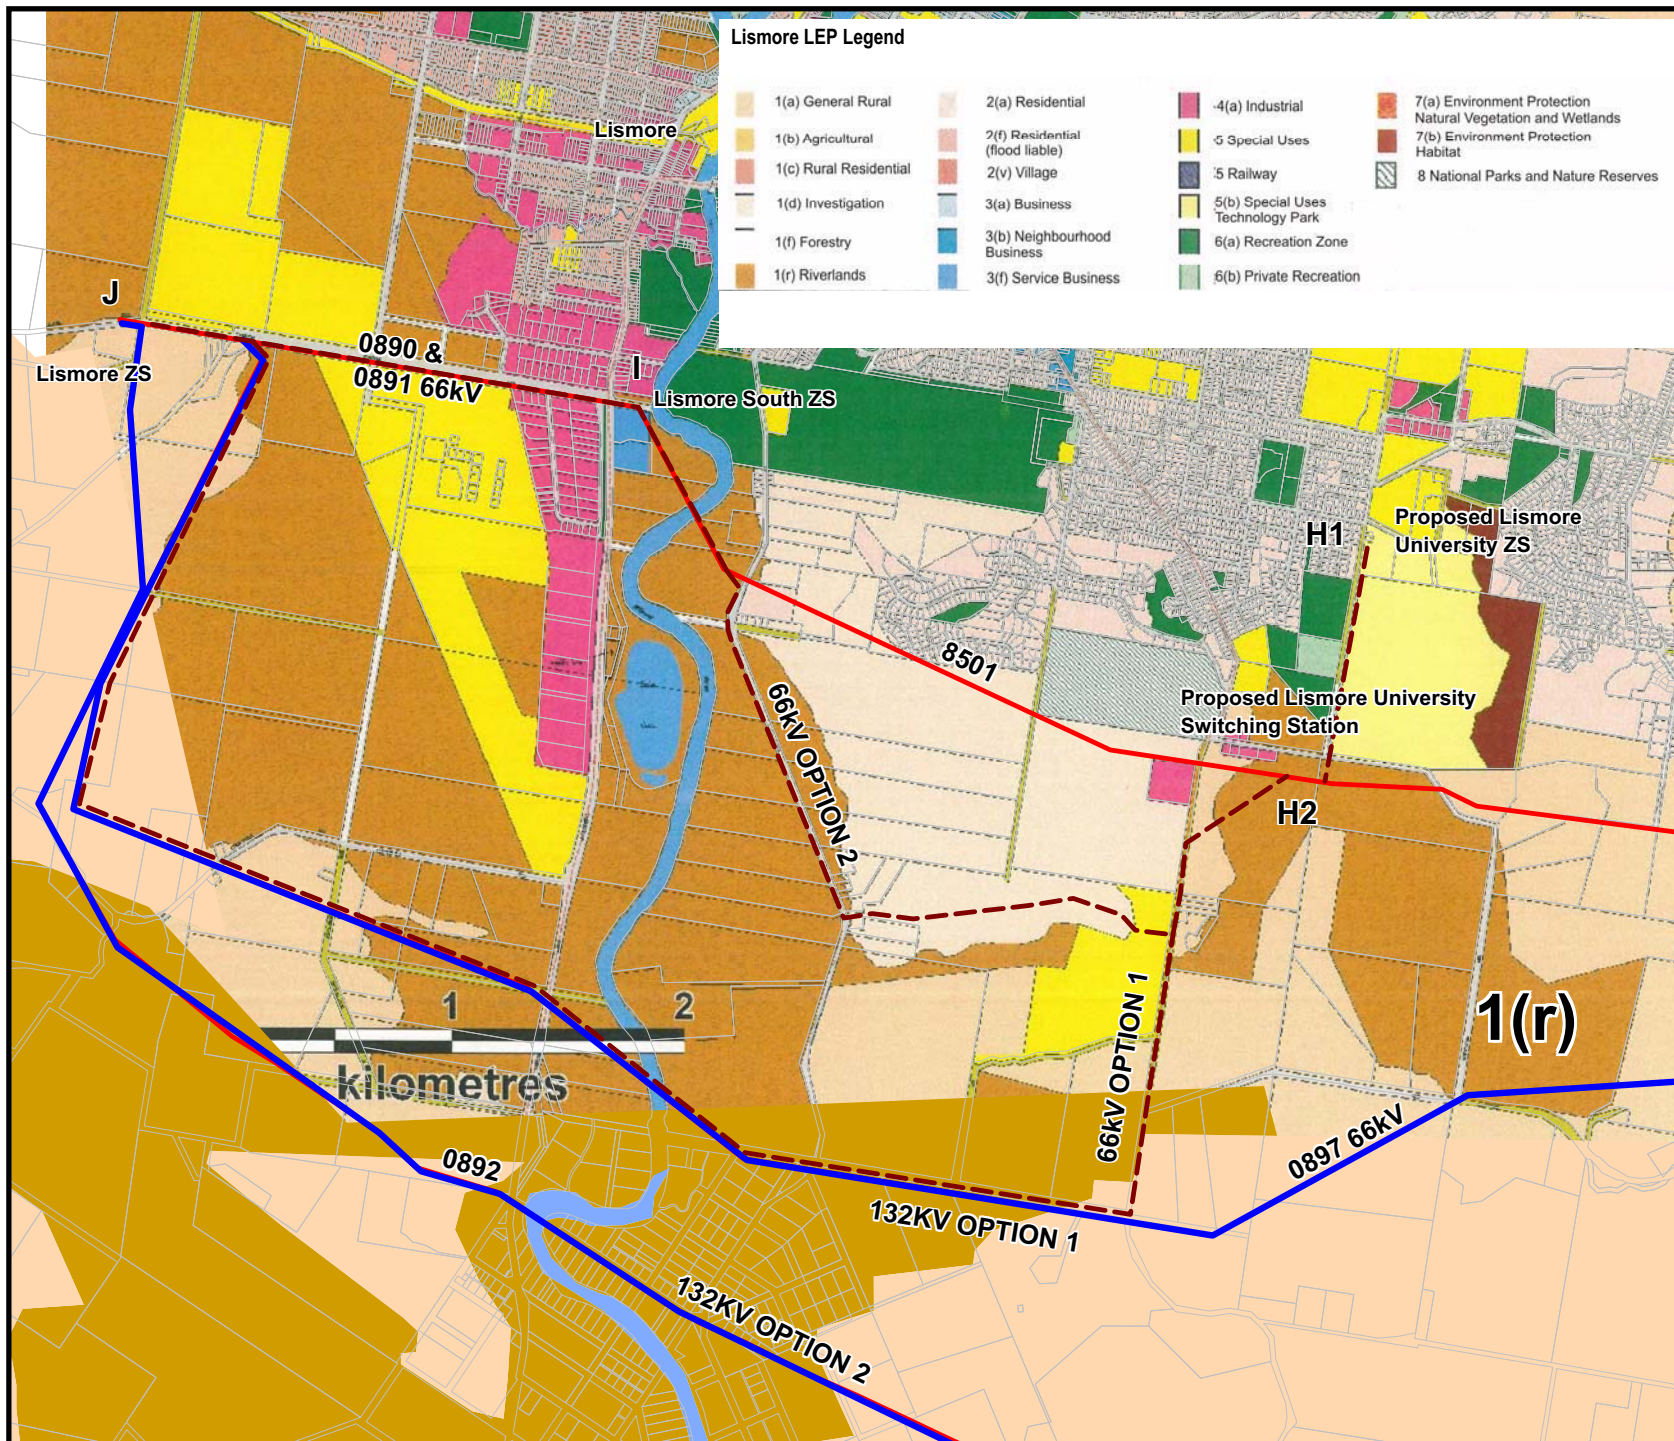 Lismore LEP Legend
1(a) General Rural
1(b) Agricultural
1(c) Rural Residential
1(d) Investigation
1(f) Forestry
1(r) Riverlands
2(a) Residential
2(f) Residential
(flood liable)
2(v) Village
3(a) Business
3(b) Neighbourhood
Business
3(f) Service Business
4(a) Industrial
5 Special Uses
5 Railway
5(b) Special Uses
Technology Park
6(a) Recreation Zone
6(b) Private Recreation
7(a) Environment Protection
Natural Vegetation and Wetlands
7(b) Environment Protection
Habitat
8 National Parks and Nature Reserves
Lismore
J
Lismore ZS
0890 &
0891 66kV
I
Lismore South ZS
H1
Proposed Lismore
University ZS
8501
66kV OPTION 2
Proposed Lismore University
Switching Station
H2
1(r)
66kV OPTION 1
1 2
kilometres
0897 66kV
0892
132KV OPTION 1
132KV OPTION 2